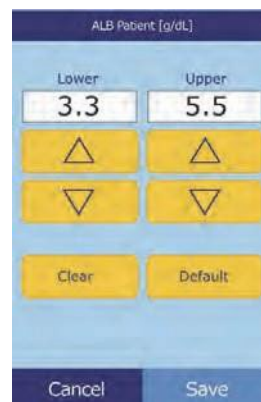 ALB Patient [g/dL]
Lower Upper
3.3 5.5
Clear Default
Cancel Save